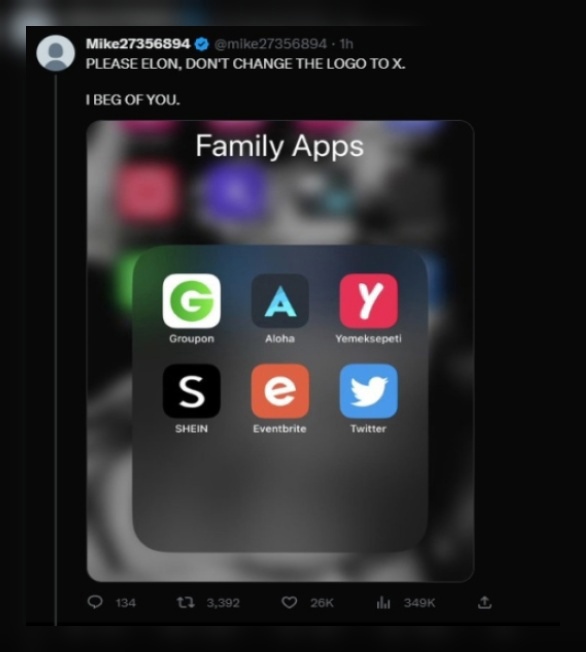 Mike27356894 @mike27356894 · 1h
PLEASE ELON, DON'T CHANGE THE LOGO TO X.
I BEG OF YOU.
Family Apps
G A Y
Groupon Aloha Yemeksepeti
S e
SHEIN Eventbrite Twitter
134 3,392 26K 349K